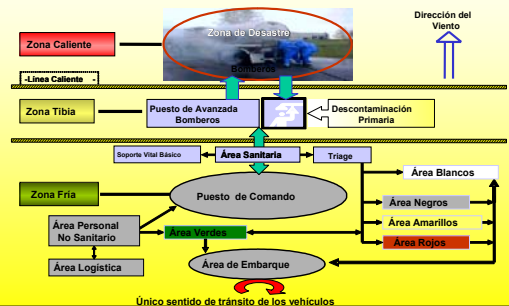 Dirección del
Viento
Zona de Desastre
Zona Caliente
Bomberos
-Línea Caliente -
Zona Tibia
Puesto de Avanzada
Bomberos
Descontaminación
Primaria
Soporte Vital Básico
Área Sanitaria
Triage
Área Blancos
Zona Fría
Puesto de Comando
Área Negros
Área Amarillos
Área Personal
No Sanitario
Área Verdes
Área Rojos
Área Logística
Área de Embarque
Único sentido de tránsito de los vehículos